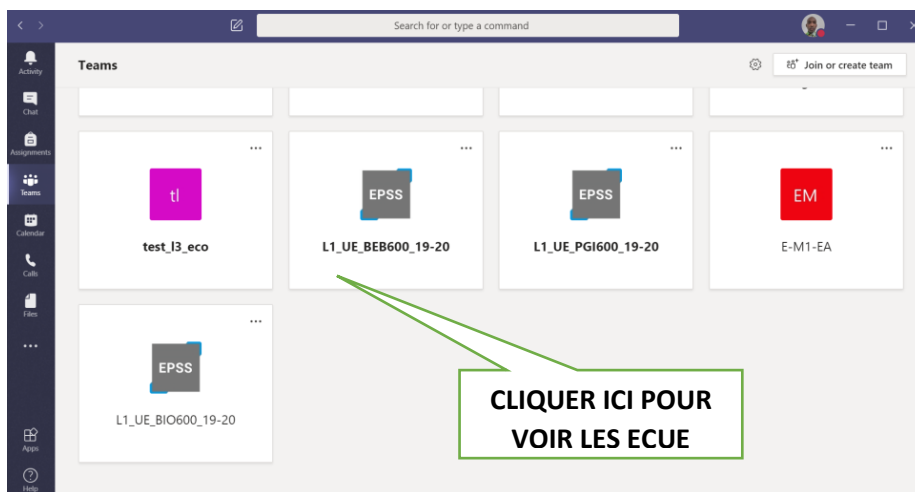 Search for or type a command
Activity
Chat
Assignments
Teams
Calendar
Calls
Files
Apps
Help
Teams
Join or create team
tl
test_l3_eco
EPSS
L1_UE_BEB600_19-20
EPSS
L1_UE_PGI600_19-20
EM
E-M1-EA
EPSS
L1_UE_BIO600_19-20
CLIQUER ICI POUR
VOIR LES ECUE